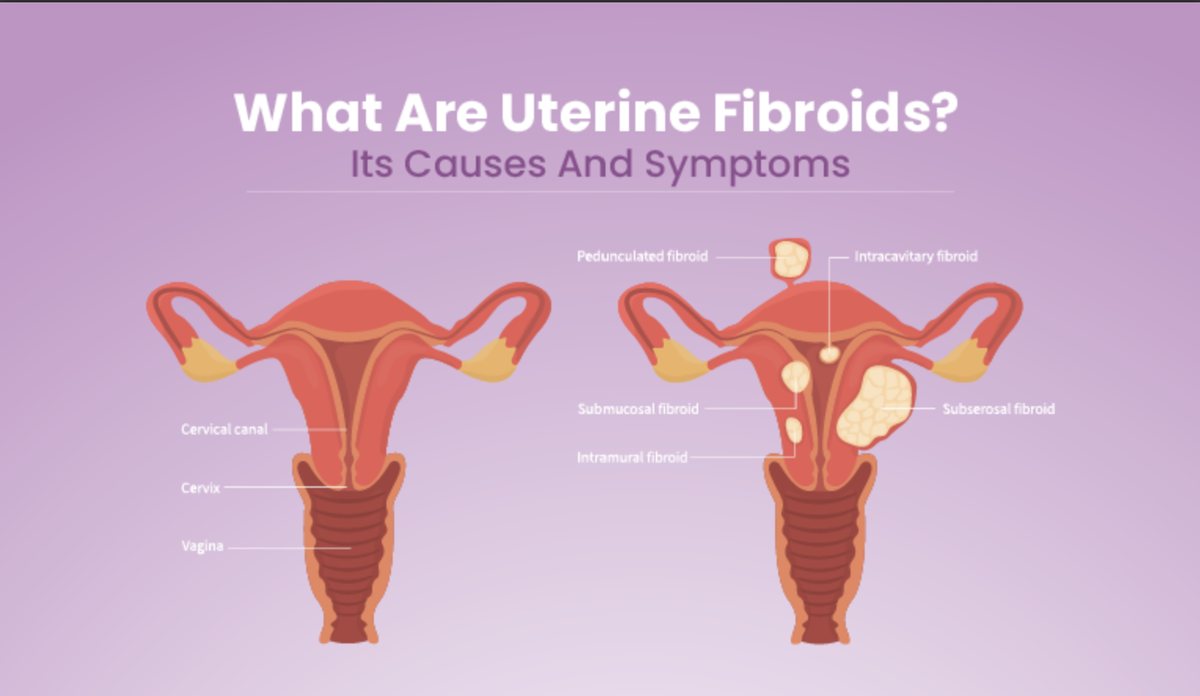 What Are Uterine Fibroids?
Its Causes And Symptoms
Cervical canal
Cervix
Vagina
Pedunculated fibroid
Intracavitary fibroid
Submucosal fibroid
Subserosal fibroid
Intramural fibroid